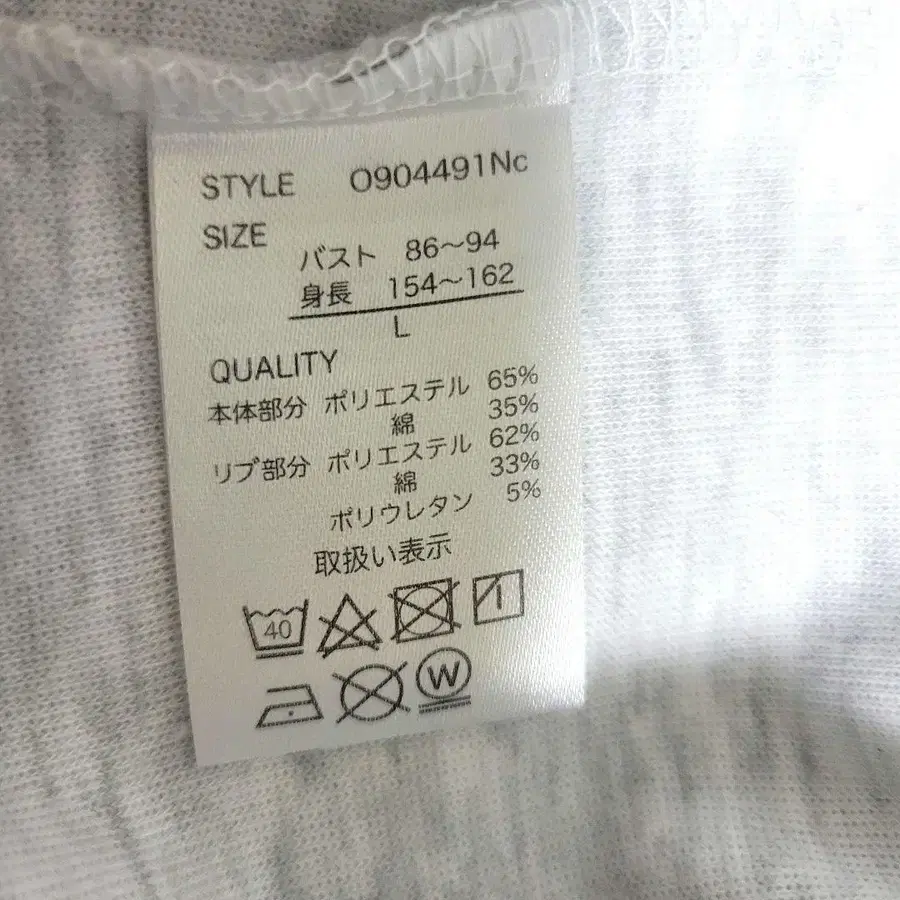 STYLE O904491Nc
SIZE
バスト 86～94
身長 154～162
L
QUALITY
本体部分 ポリエステル 65%
綿 35%
リブ部分 ポリエステル 62%
綿 33%
ポリウレタン 5%
取扱い表示
40
W